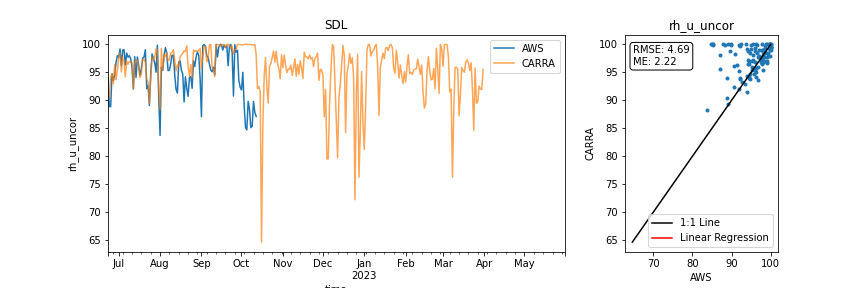 SDL
rh_u_uncor
100
95
90
85
80
75
70
65
Jul
Aug
Sep
Oct
Nov
Dec
Jan
2023
Feb
Mar
Apr
May
AWS
CARRA
rh_u_uncor
time
rh_u_uncor
RMSE: 4.69
ME: 2.22
CARRA
100
95
90
85
80
75
70
65
70
80
90
100
AWS
1:1 Line
Linear Regression